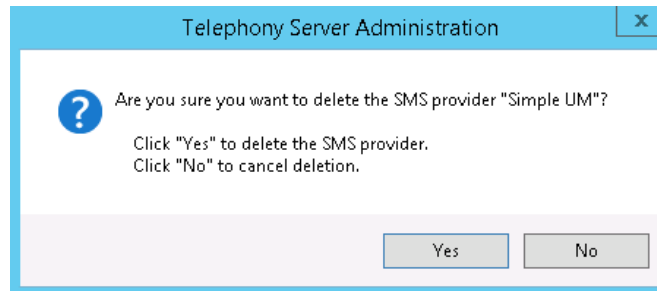 Telephony Server Administration
x
Are you sure you want to delete the SMS provider "Simple UM"?
Click "Yes" to delete the SMS provider.
Click "No" to cancel deletion.
Yes
No